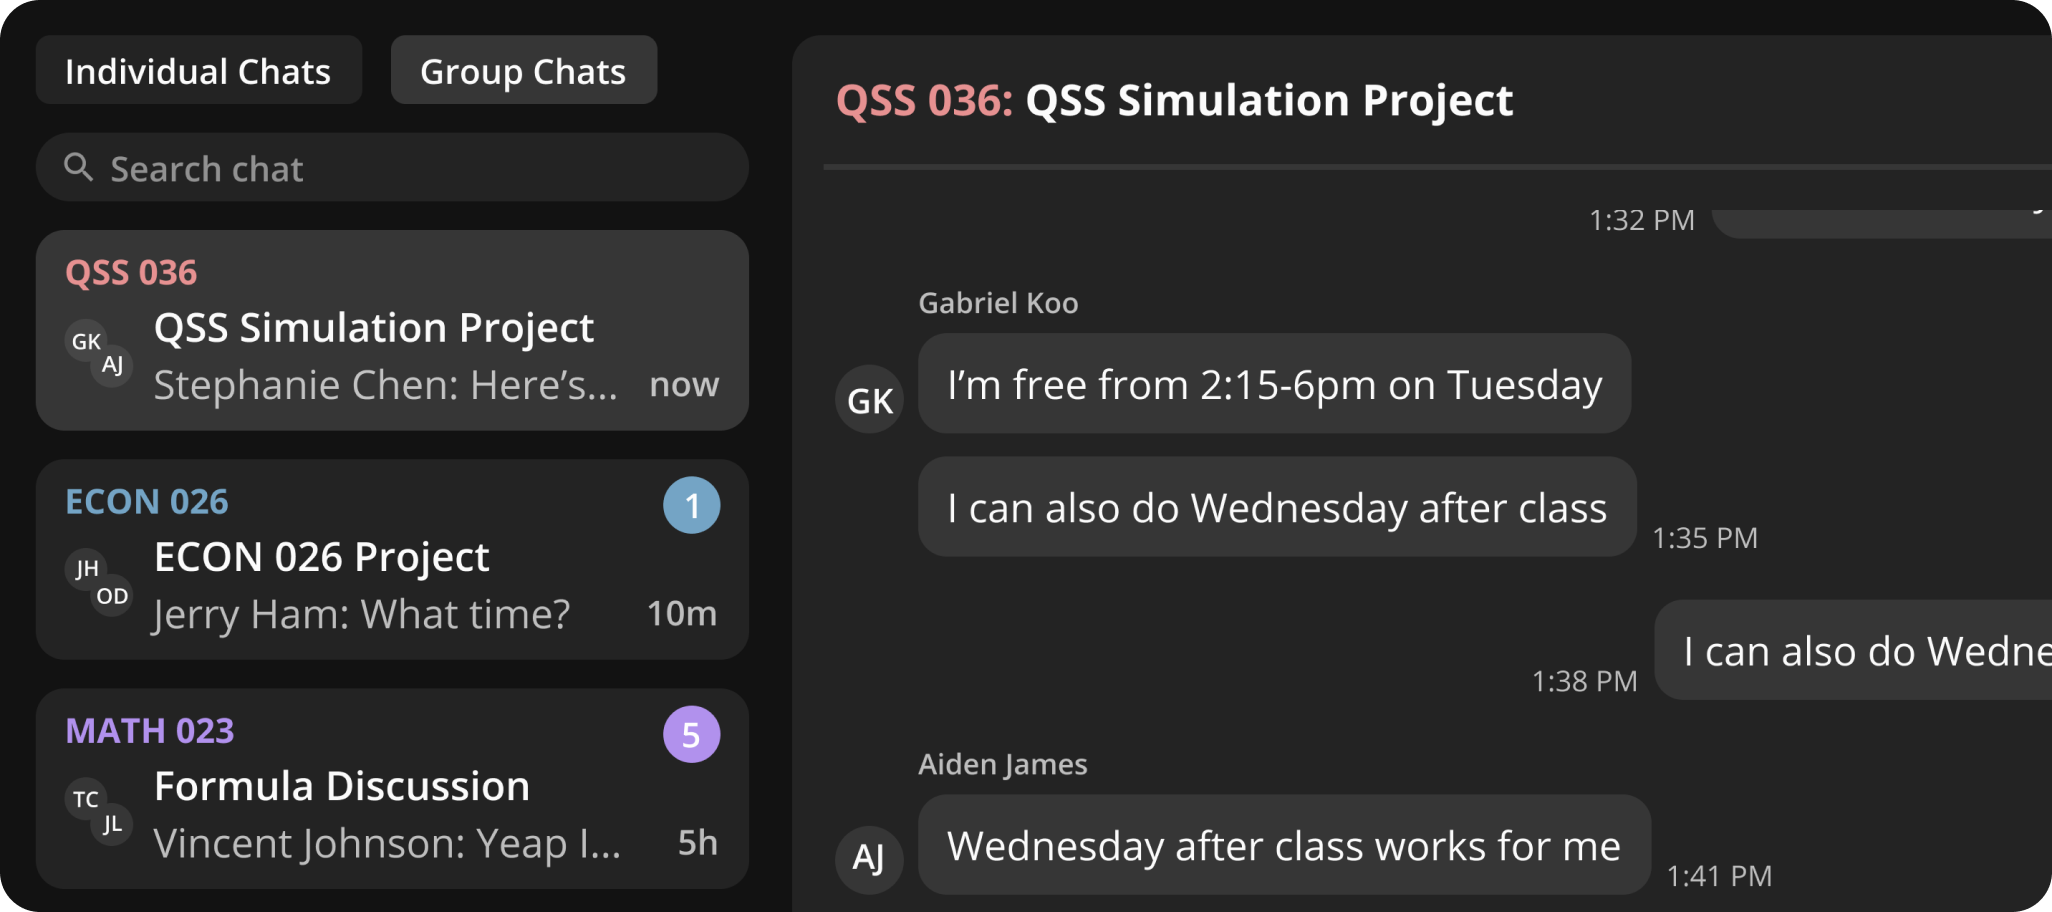 Individual Chats
Group Chats
Search chat
QSS 036
GK
AJ
QSS Simulation Project
Stephanie Chen: Here’s...
now
ECON 026
1
JH
OD
ECON 026 Project
Jerry Ham: What time?
10m
MATH 023
5
TC
JL
Formula Discussion
Vincent Johnson: Yeap I...
5h
QSS 036: QSS Simulation Project
1:32 PM
Gabriel Koo
GK
I’m free from 2:15-6pm on Tuesday
I can also do Wednesday after class
1:35 PM
I can also do Wedne
1:38 PM
Aiden James
AJ
Wednesday after class works for me
1:41 PM